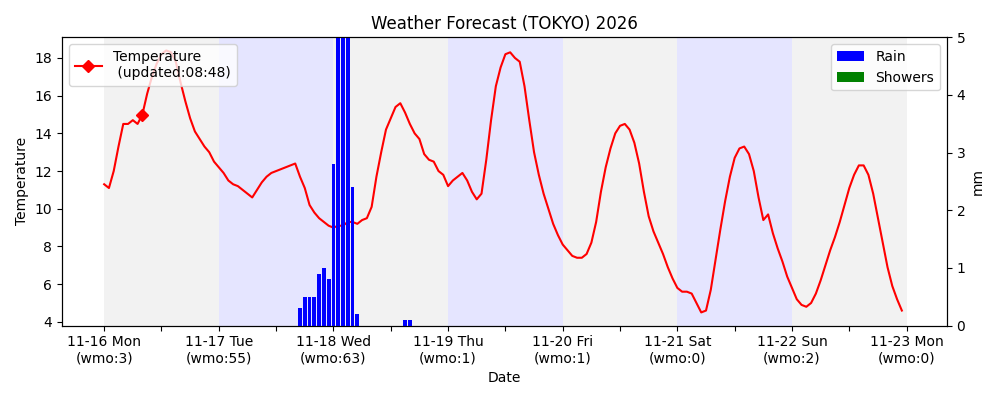 Weather Forecast (TOKYO) 2026
Temperature
(updated:08:48)
Rain
Showers
Temperature
18
16
14
12
10
8
6
4
5
4
3
2
1
0
mm
11-16 Mon
(wmo:3)
11-17 Tue
(wmo:55)
11-18 Wed
(wmo:63)
11-19 Thu
(wmo:1)
11-20 Fri
(wmo:1)
11-21 Sat
(wmo:0)
11-22 Sun
(wmo:2)
11-23 Mon
(wmo:0)
Date